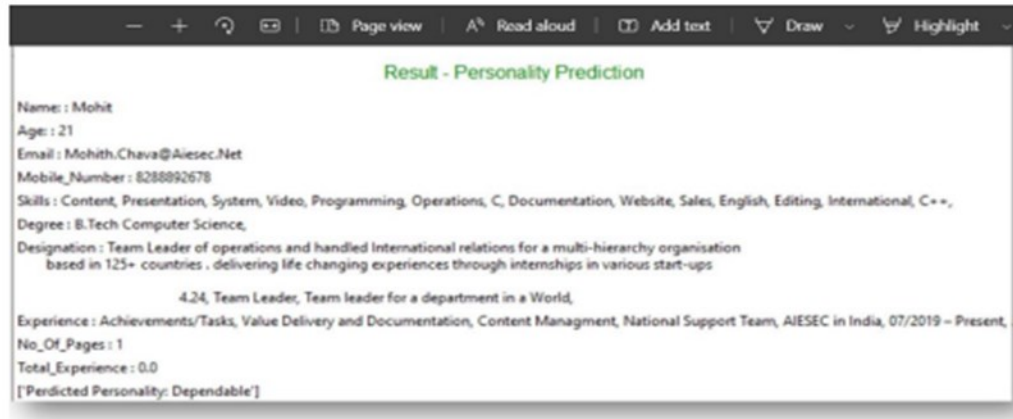 Page view | Read aloud | Add text | Draw Highlight
Result - Personality Prediction
Name: : Mohit
Age: : 21
Email : Mohith.Chava@Aiesec.Net
Mobile_Number : 8288892678
Skills : Content, Presentation, System, Video, Programming, Operations, C, Documentation, Website, Sales, English, Editing, International, C++,
Degree : B.Tech Computer Science,
Designation : Team Leader of operations and handled International relations for a multi-hierarchy organisation
based in 125+ countries . delivering life changing experiences through internships in various start-ups
4.24, Team Leader, Team leader for a department in a World,
Experience : Achievements/Tasks, Value Delivery and Documentation, Content Managment, National Support Team, AIESEC in India, 07/2019 – Present,
No_Of_Pages : 1
Total_Experience : 0.0
['Perdicted Personality: Dependable']